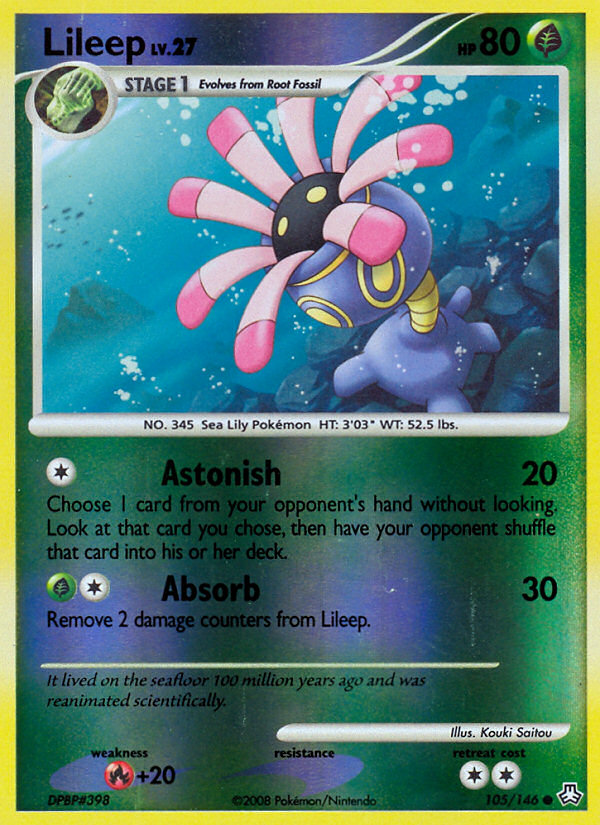 Lileep LV.27 HP 80
STAGE 1 Evolves from Root Fossil
NO. 345 Sea Lily Pokémon HT: 3'03" WT: 52.5 lbs.
Astonish 20
Choose 1 card from your opponent's hand without looking.
Look at that card you chose, then have your opponent shuffle
that card into his or her deck.
Absorb 30
Remove 2 damage counters from Lileep.
It lived on the seafloor 100 million years ago and was
reanimated scientifically.
Illus. Kouki Saitou
weakness resistance retreat cost
+20
DPBP#398 ©2008 Pokémon/Nintendo 105/146